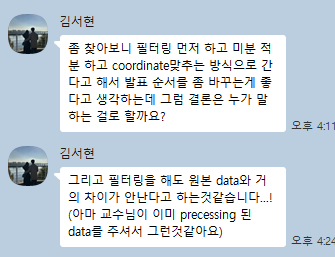 김서현
좀 찾아보니 필터링 먼저 하고 미분 적
분 하고 coordinate맞추는 방식으로 간
다고 해서 발표 순서를 좀 바꾸는게 좋
다고 생각하는데 그럼 결론은 누가 말
하는 걸로 할까요?
오후 4:11
김서현
그리고 필터링을 해도 원본 data와 거
의 차이가 안난다고 하는것같습니다...!
(아마 교수님이 이미 precessing 된
data를 주셔서 그런것같아요)
오후 4:24